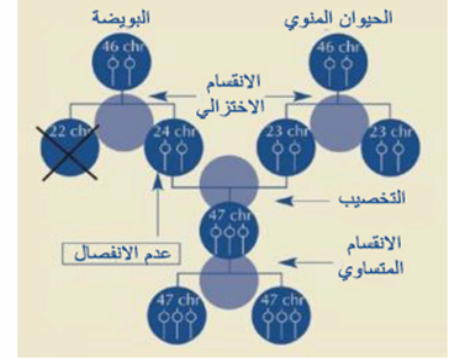 البويضة
الحيوان المنوي
46 chr
46 chr
الانقسام
الاختزالي
22 chr
24 chr
23 chr
23 chr
التخصيب
47 chr
عدم الانفصال
الانقسام
المتساوي
47 chr
47 chr